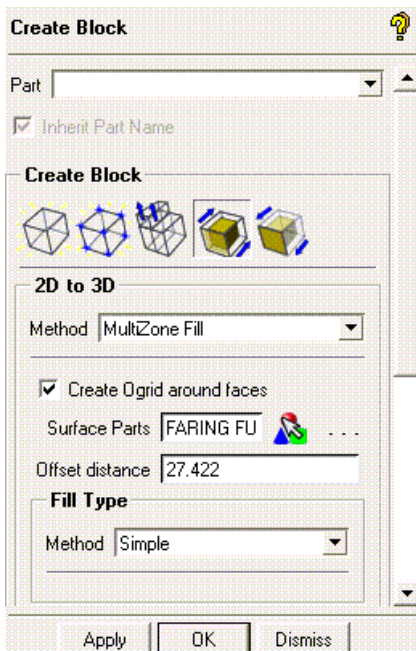 Create Block
Part
Inherit Part Name
Create Block
2D to 3D
Method MultiZone Fill
Create Ogrid around faces
Surface Parts FARING FU ...
Offset distance 27.422
Fill Type
Method Simple
Apply OK Dismiss